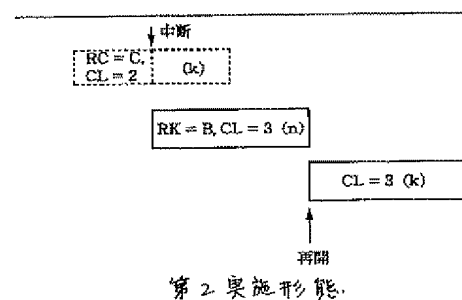 中断
RC = C,
CL = 2
(k)
RK = B, CL = 3 (n)
CL = 3 (k)
再開
第2実施形態.